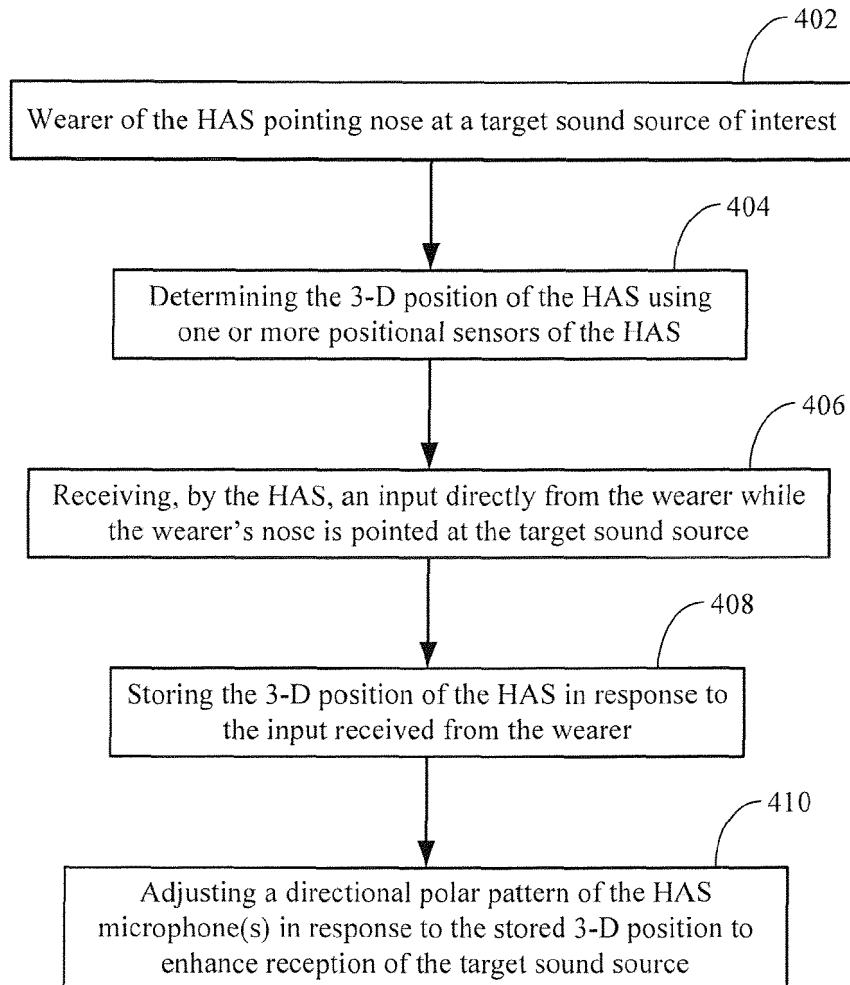 402
Wearer of the HAS pointing nose at a target sound source of interest
404
Determining the 3-D position of the HAS using
one or more positional sensors of the HAS
406
Receiving, by the HAS, an input directly from the wearer while
the wearer's nose is pointed at the target sound source
408
Storing the 3-D position of the HAS in response to
the input received from the wearer
410
Adjusting a directional polar pattern of the HAS
microphone(s) in response to the stored 3-D position to
enhance reception of the target sound source